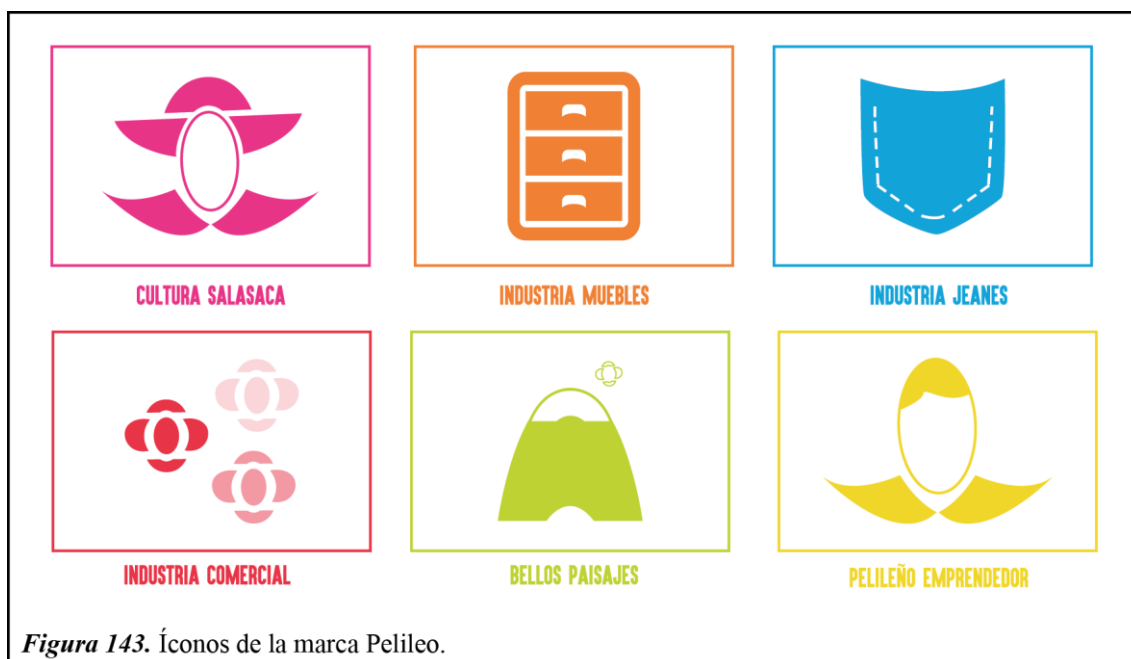 CULTURA SALASACA
INDUSTRIA MUEBLES
INDUSTRIA JEANES
INDUSTRIA COMERCIAL
BELLOS PAISAJES
PELILEÑO EMPRENDEDOR
Figura 143. Íconos de la marca Pelileo.